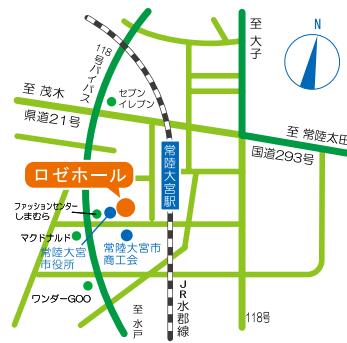 至 大子
N
118号バイパス
セブン
イレブン
至 茂木
県道21号
至 常陸太田
国道293号
常陸大宮駅
ロゼホール
ファッションセンター
しまむら
マクドナルド
常陸大宮
市役所
常陸大宮市
商工会
ワンダーGOO
至 水戸
JR水郡線
118号